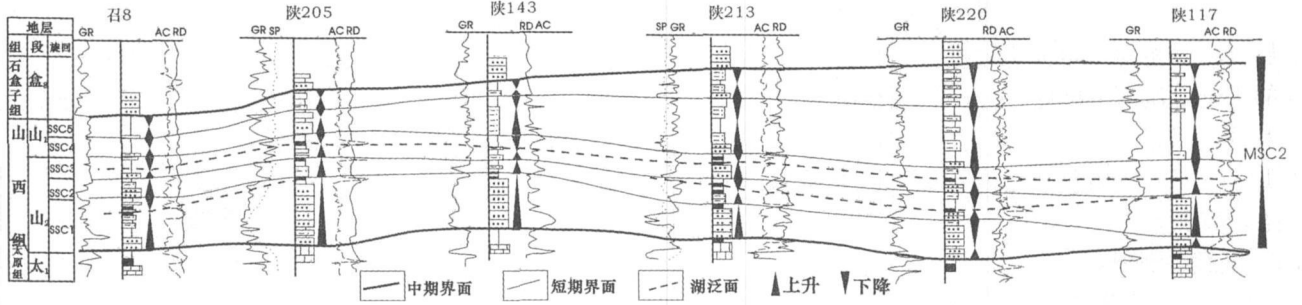 召8 陕205 陕143 陕213 陕220 陕117
地层
组 段 旋回
GR AC RD GR SP AC RD GR RD AC SP GR AC RD GR RD AC GR AC RD
石盒子组 盒8
山西组 山1 SSC5
SSC4
SSC3
SSC2
山2 SSC1
太原组 太1
MSC2
中期界面 短期界面 湖泛面 上升 下降